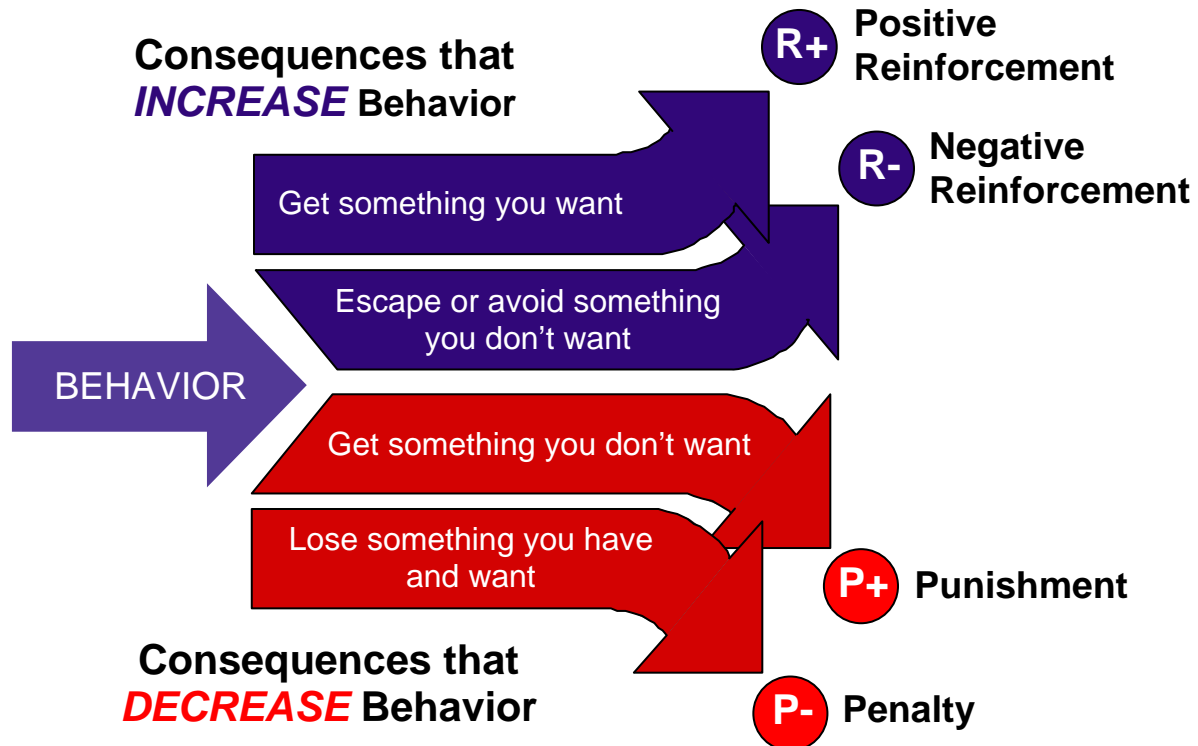 Consequences that
INCREASE Behavior
R+
Positive
Reinforcement
R-
Negative
Reinforcement
Get something you want
Escape or avoid something
you don’t want
BEHAVIOR
Get something you don’t want
Lose something you have
and want
P+
Punishment
Consequences that
DECREASE Behavior
P-
Penalty